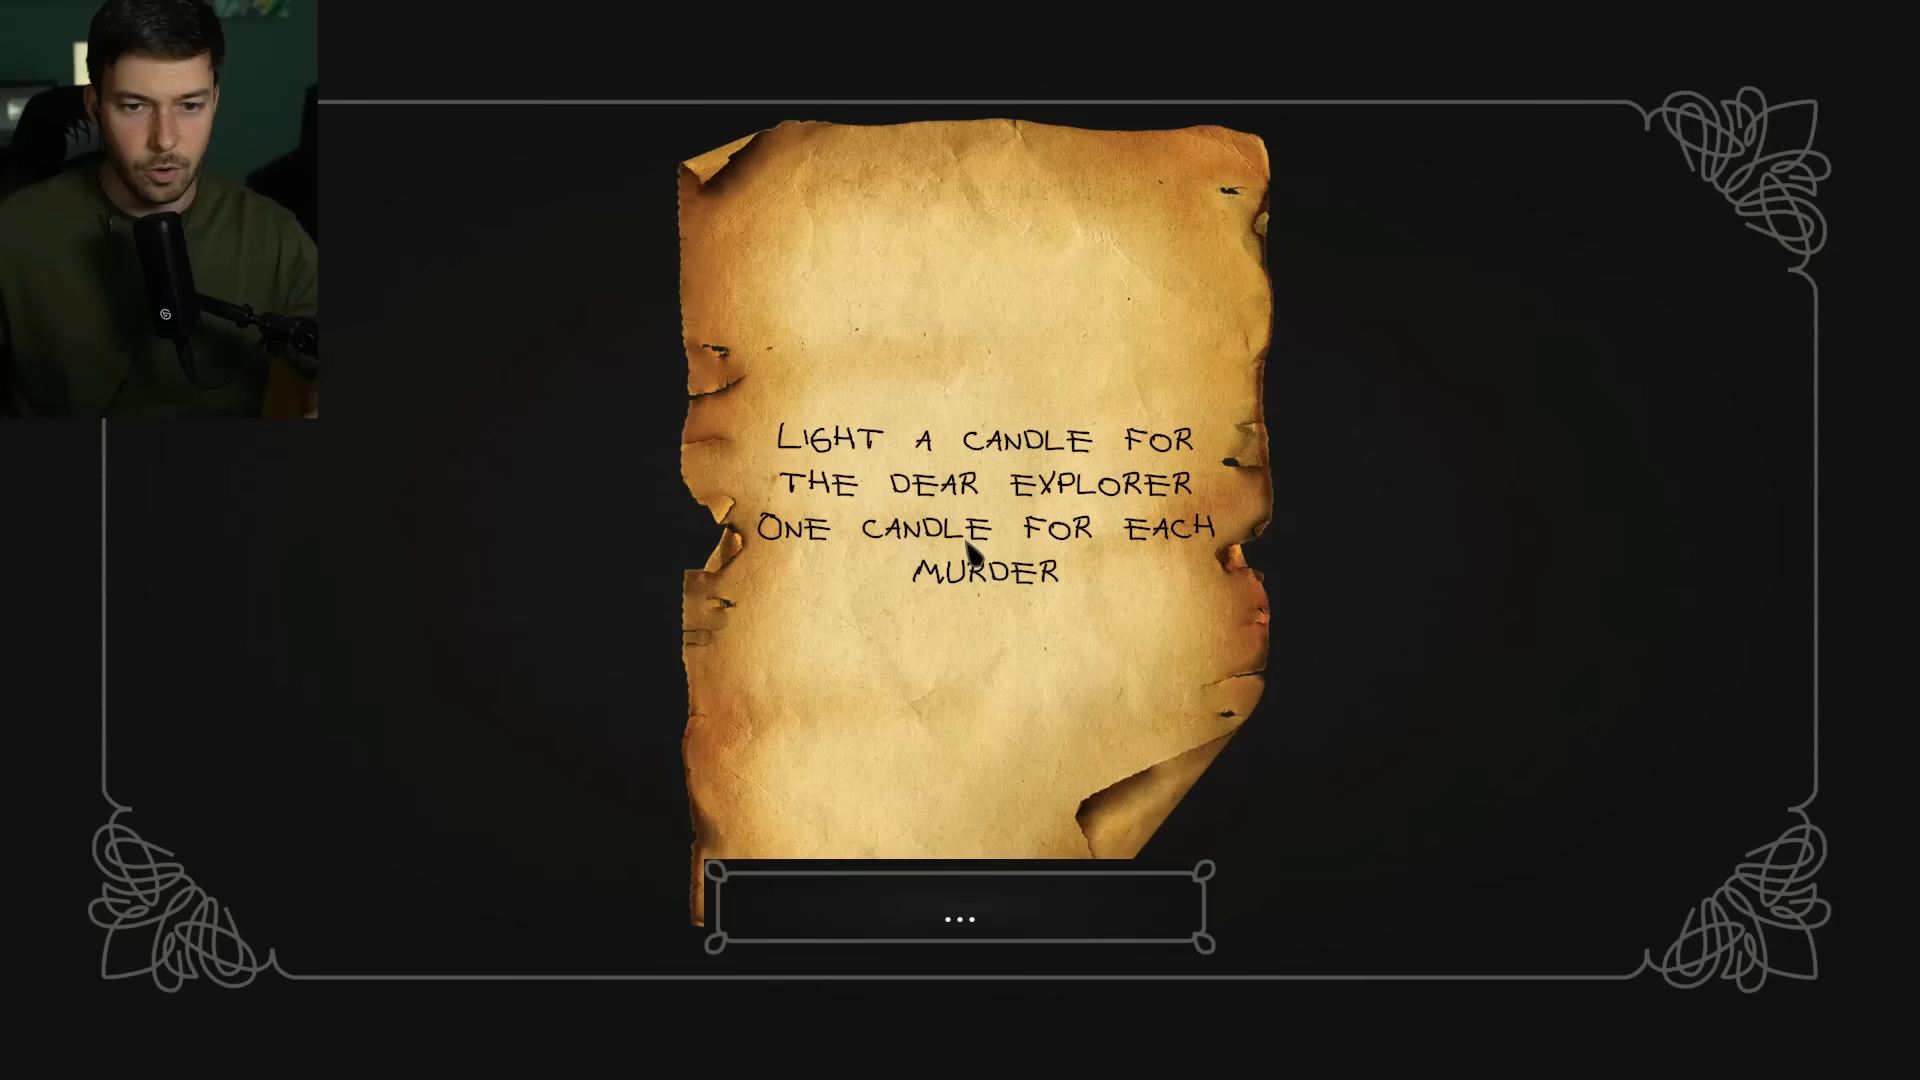 LIGHT A CANDLE FOR
THE DEAR EXPLORER
ONE CANDLE FOR EACH
MURDER
...